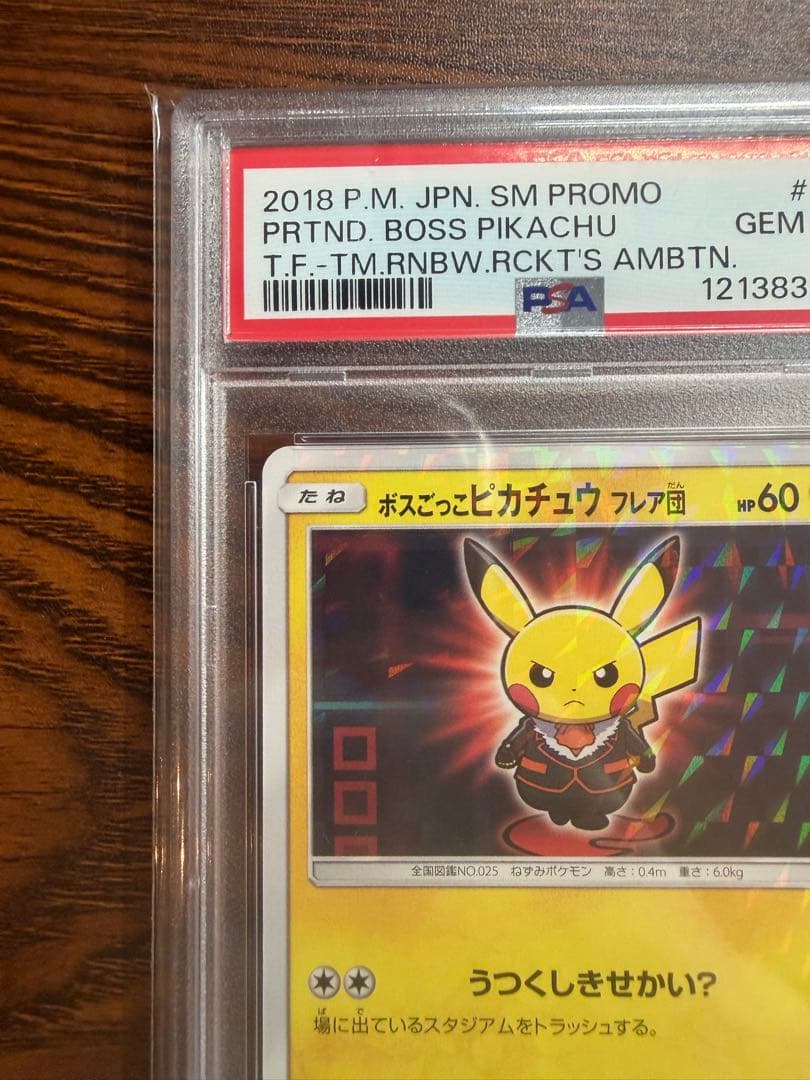 2018 P.M. JPN. SM PROMO #
PRTND. BOSS PIKACHU GEM
T.F.-TM.RNBW.RCKT'S AMBTN.
PSA 121383
たね ボスごっこピカチュウ フレア団 HP60
だん
全国図鑑NO.025 ねずみポケモン 高さ:0.4m 重さ:6.0kg
うつくしきせかい?
ば で
場に出ているスタジアムをトラッシュする。